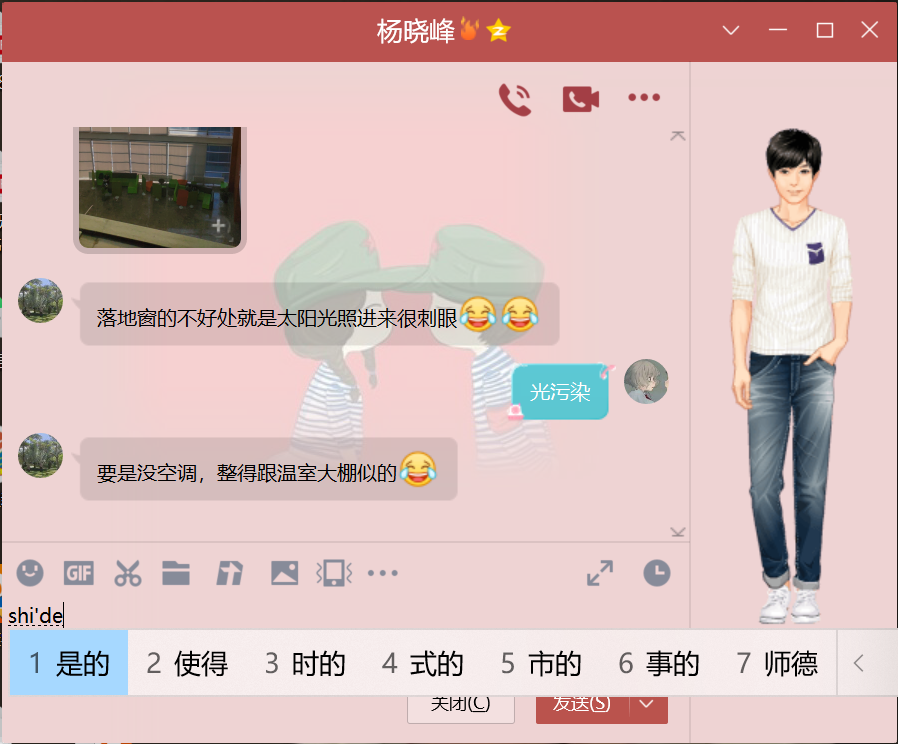 杨晓峰
落地窗的不好处就是太阳光照进来很刺眼
光污染
要是没空调，整得跟温室大棚似的
GIF
shi'de
1 是的 2 使得 3 时的 4 式的 5 市的 6 事的 7 师德
关闭(C) 发送(S)